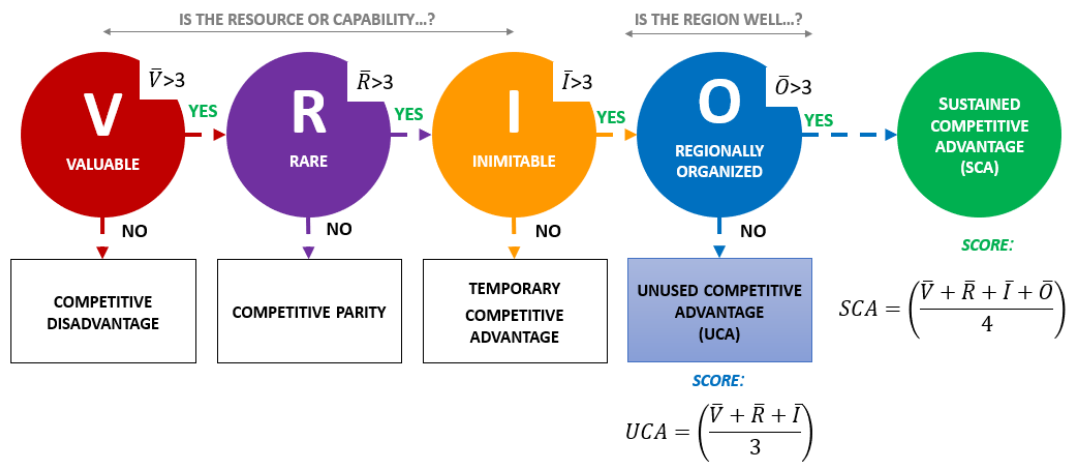 IS THE RESOURCE OR CAPABILITY...?
IS THE REGION WELL...?
V̄>3
R̄>3
Ī>3
Ō>3
V
R
I
O
YES
YES
YES
YES
VALUABLE
RARE
INIMITABLE
REGIONALLY
ORGANIZED
SUSTAINED
COMPETITIVE
ADVANTAGE
(SCA)
NO
NO
NO
NO
COMPETITIVE
DISADVANTAGE
COMPETITIVE PARITY
TEMPORARY
COMPETITIVE
ADVANTAGE
UNUSED COMPETITIVE
ADVANTAGE
(UCA)
SCORE:
SCA = (V̄ + R̄ + Ī + Ō / 4)
SCORE:
UCA = (V̄ + R̄ + Ī / 3)